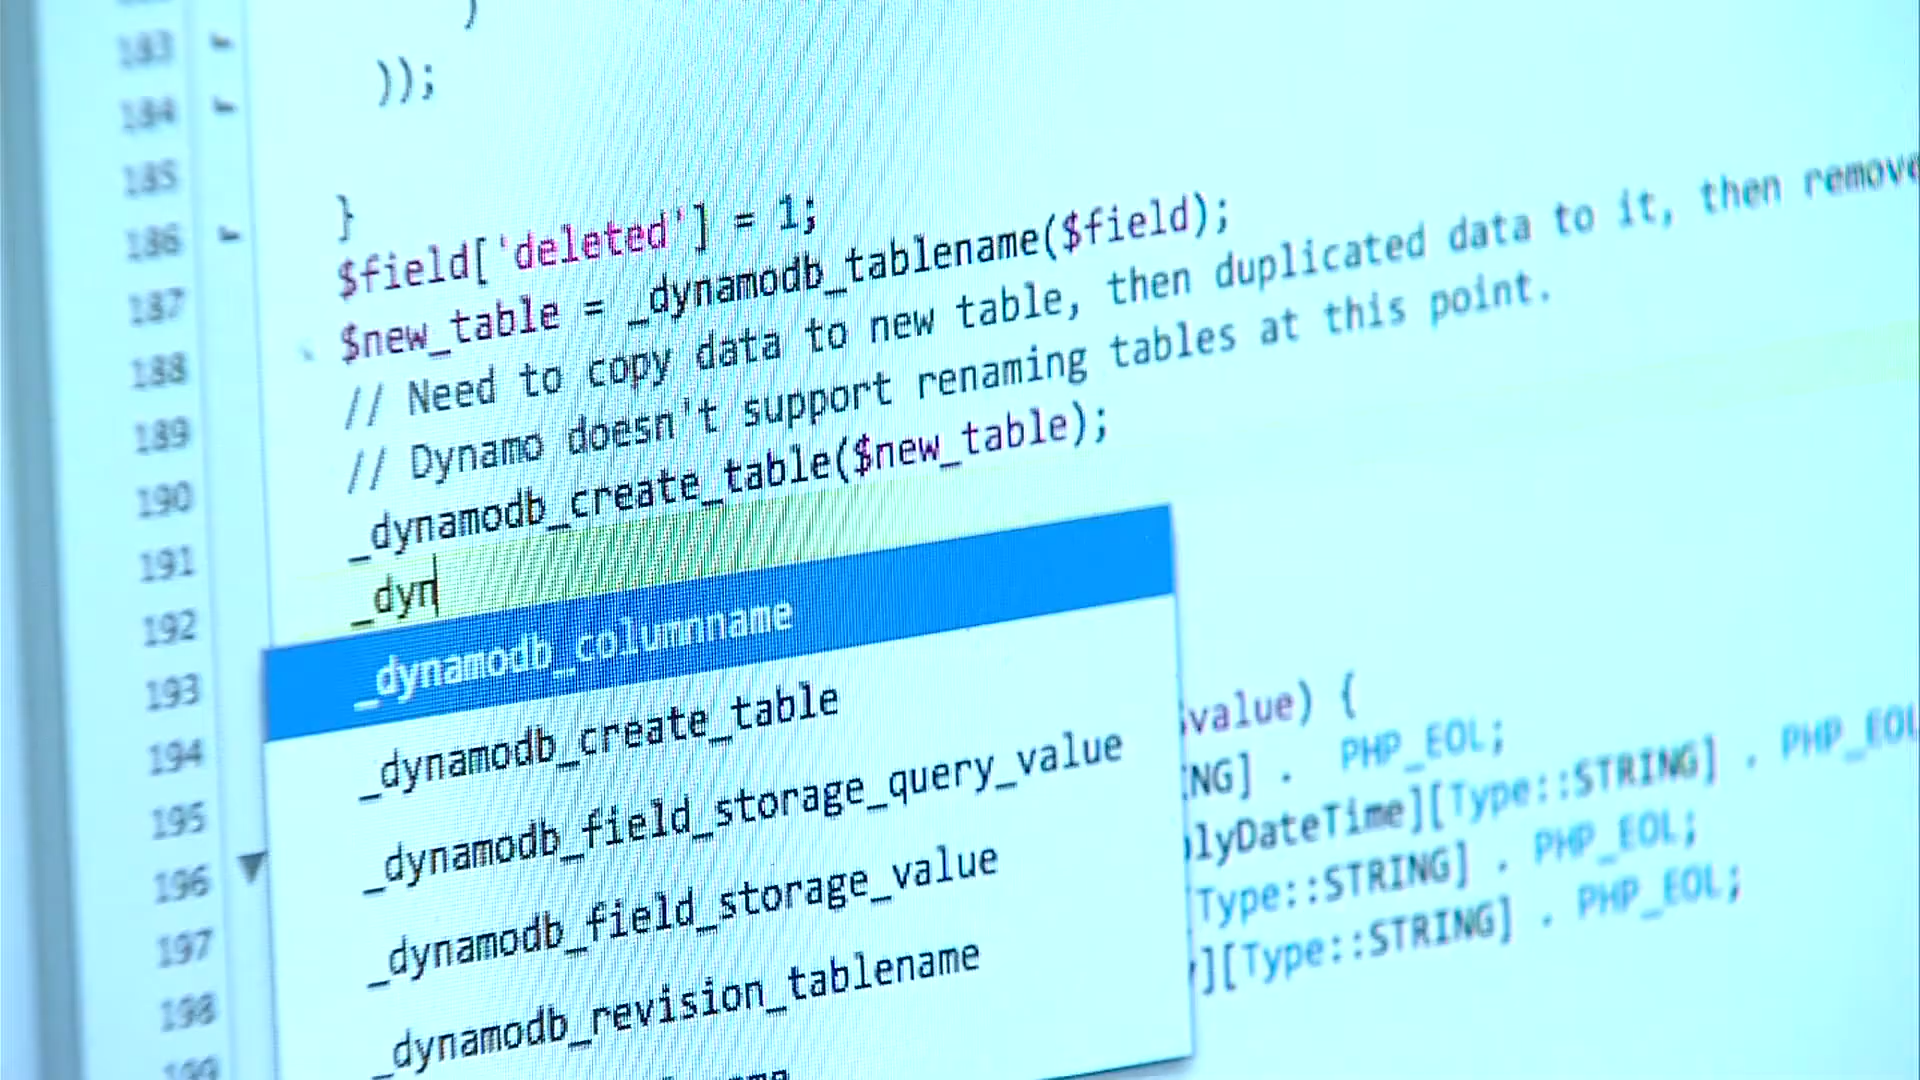 183
)
184
));
185
186
}
187
$field['deleted'] = 1;
188
$new_table = _dynamodb_tablename($field);
189
// Need to copy data to new table, then duplicated data to it, then remove
190
// Dynamo doesn't support renaming tables at this point.
191
_dynamodb_create_table($new_table);
192
_dyn
193
_dynamodb_columnname
194
_dynamodb_create_table
195
_dynamodb_field_storage_query_value
196
_dynamodb_field_storage_value
197
_dynamodb_revision_tablename
198
199
value) {
NG] . PHP_EOL;
lyDateTime][Type::STRING] . PHP_EOL
Type::STRING] . PHP_EOL;
][Type::STRING] . PHP_EOL;